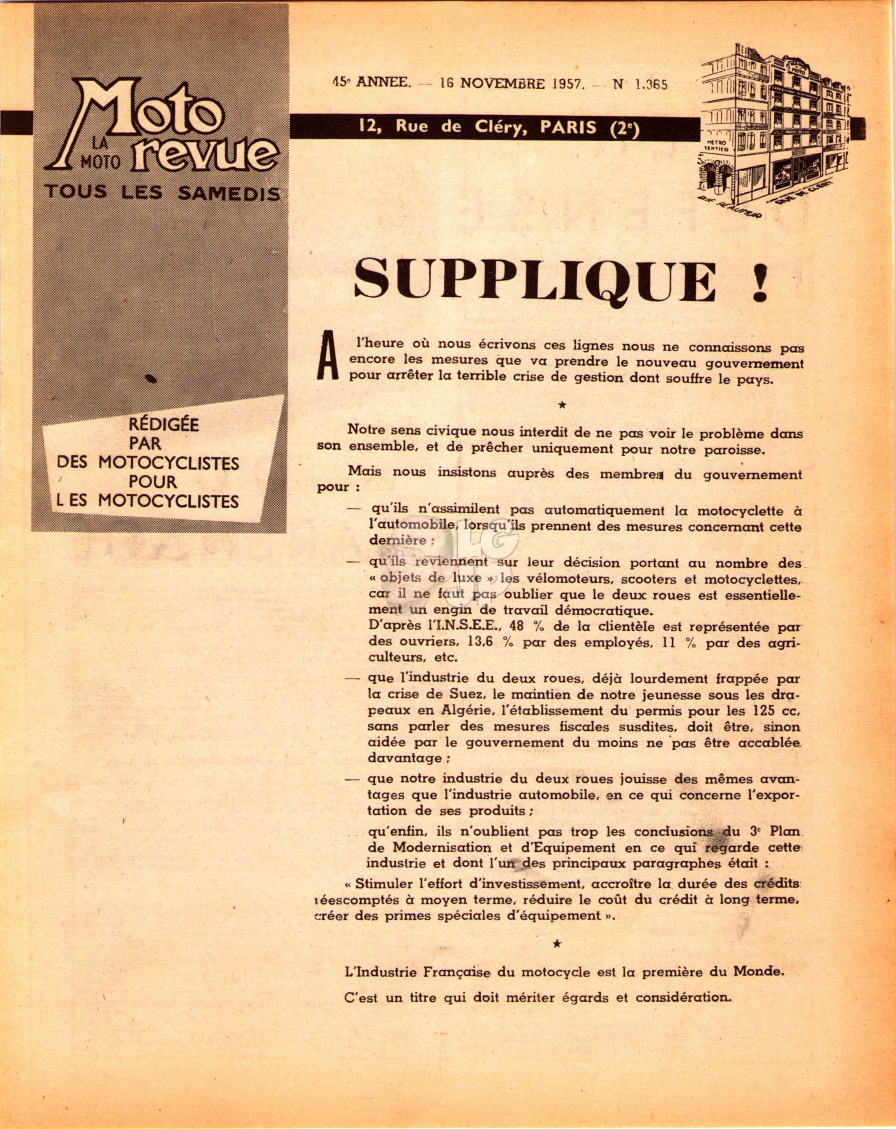 Moto
LA
MOTO
revue
TOUS LES SAMEDIS
45e ANNEE. — 16 NOVEMBRE 1957. — N 1.365
12, Rue de Cléry, PARIS (2e)
METRO
SENTIER
RUE REAUMUR
RUE DE CLERY
RÉDIGÉE
PAR
DES MOTOCYCLISTES
POUR
LES MOTOCYCLISTES
SUPPLIQUE !
A l'heure où nous écrivons ces lignes nous ne connaissons pas
encore les mesures que va prendre le nouveau gouvernement
pour arrêter la terrible crise de gestion dont souffre le pays.
★
Notre sens civique nous interdit de ne pas voir le problème dans
son ensemble, et de prêcher uniquement pour notre paroisse.
Mais nous insistons auprès des membres du gouvernement
pour :
— qu'ils n'assimilent pas automatiquement la motocyclette à
l'automobile, lorsqu'ils prennent des mesures concernant cette
dernière ;
— qu'ils reviennent sur leur décision portant au nombre des
« objets de luxe » les vélomoteurs, scooters et motocyclettes,
car il ne faut pas oublier que le deux roues est essentielle-
ment un engin de travail démocratique.
D'après l'I.N.S.E.E., 48 % de la clientèle est représentée par
des ouvriers, 13,6 % par des employés, 11 % par des agri-
culteurs, etc.
— que l'industrie du deux roues, déjà lourdement frappée par
la crise de Suez, le maintien de notre jeunesse sous les dra-
peaux en Algérie, l'établissement du permis pour les 125 cc,
sans parler des mesures fiscales susdites, doit être, sinon
aidée par le gouvernement du moins ne pas être accablée
davantage ;
— que notre industrie du deux roues jouisse des mêmes avan-
tages que l'industrie automobile, en ce qui concerne l'expor-
tation de ses produits ;
qu'enfin, ils n'oublient pas trop les conclusions du 3e Plan
de Modernisation et d'Equipement en ce qui regarde cette
industrie et dont l'un des principaux paragraphes était :
« Stimuler l'effort d'investissement, accroître la durée des crédits
réescomptés à moyen terme, réduire le coût du crédit à long terme,
créer des primes spéciales d'équipement ».
★
L'Industrie Française du motocycle est la première du Monde.
C'est un titre qui doit mériter égards et considération.